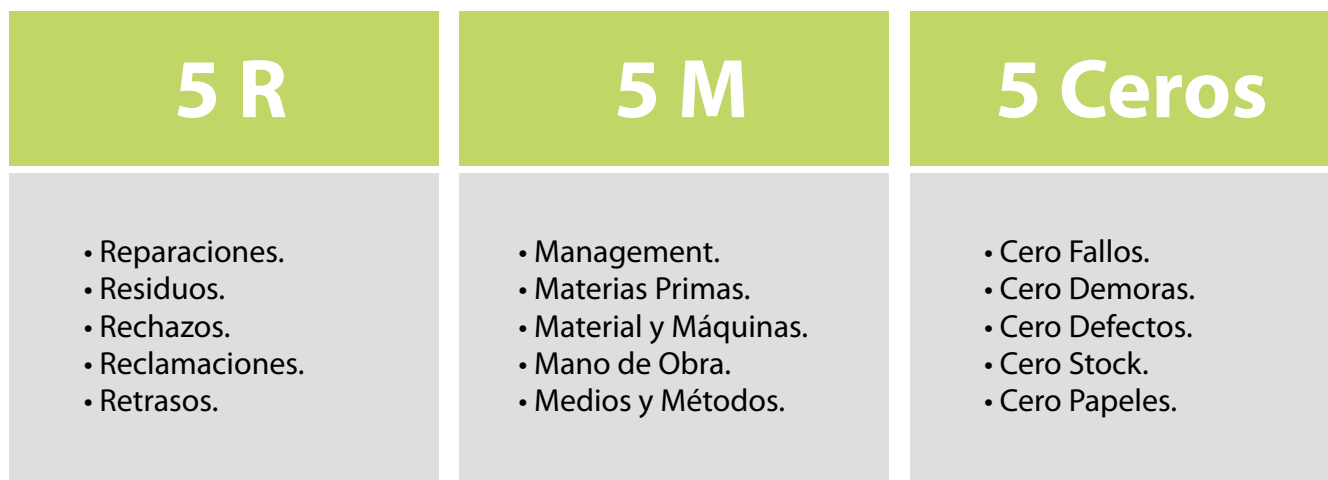 5 R
• Reparaciones.
• Residuos.
• Rechazos.
• Reclamaciones.
• Retrasos.
5 M
• Management.
• Materias Primas.
• Material y Máquinas.
• Mano de Obra.
• Medios y Métodos.
5 Ceros
• Cero Fallos.
• Cero Demoras.
• Cero Defectos.
• Cero Stock.
• Cero Papeles.